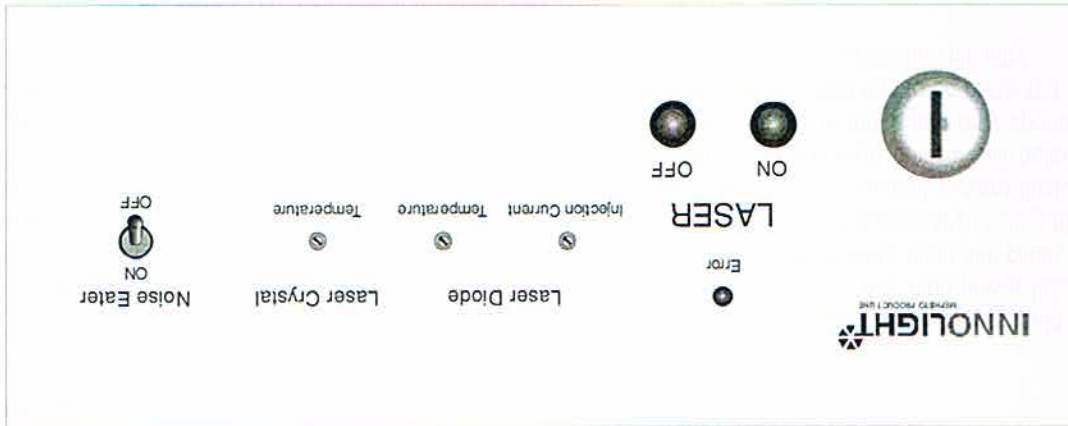 INNOLIGHT
MEPHISTO PRODUCT LINE
Error
LASER
ON OFF
Laser Diode
Injection Current Temperature
Laser Crystal
Temperature
Noise Eater
ON
OFF